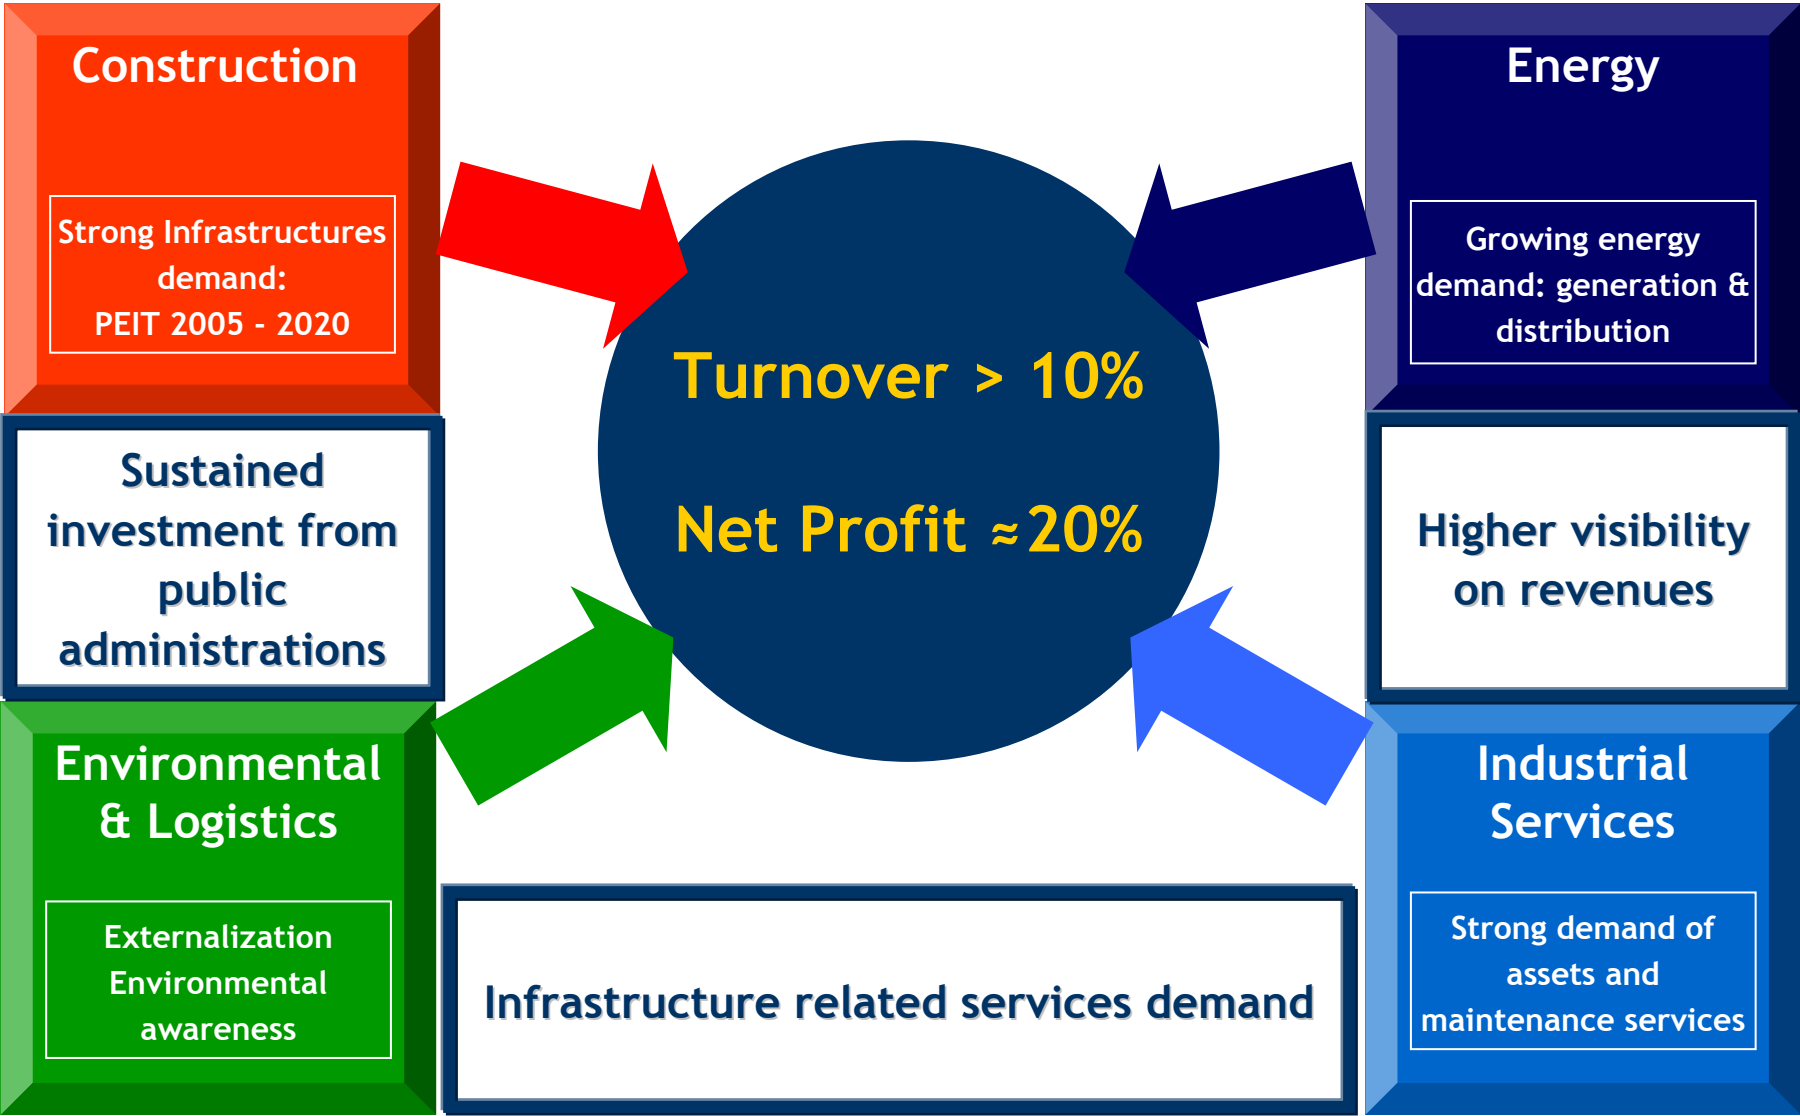 Construction
Strong Infrastructures
demand:
PEIT 2005 - 2020
Energy
Growing energy
demand: generation &
distribution
Turnover > 10%
Net Profit ≈20%
Sustained
investment from
public
administrations
Higher visibility
on revenues
Environmental
& Logistics
Externalization
Environmental
awareness
Infrastructure related services demand
Industrial
Services
Strong demand of
assets and
maintenance services